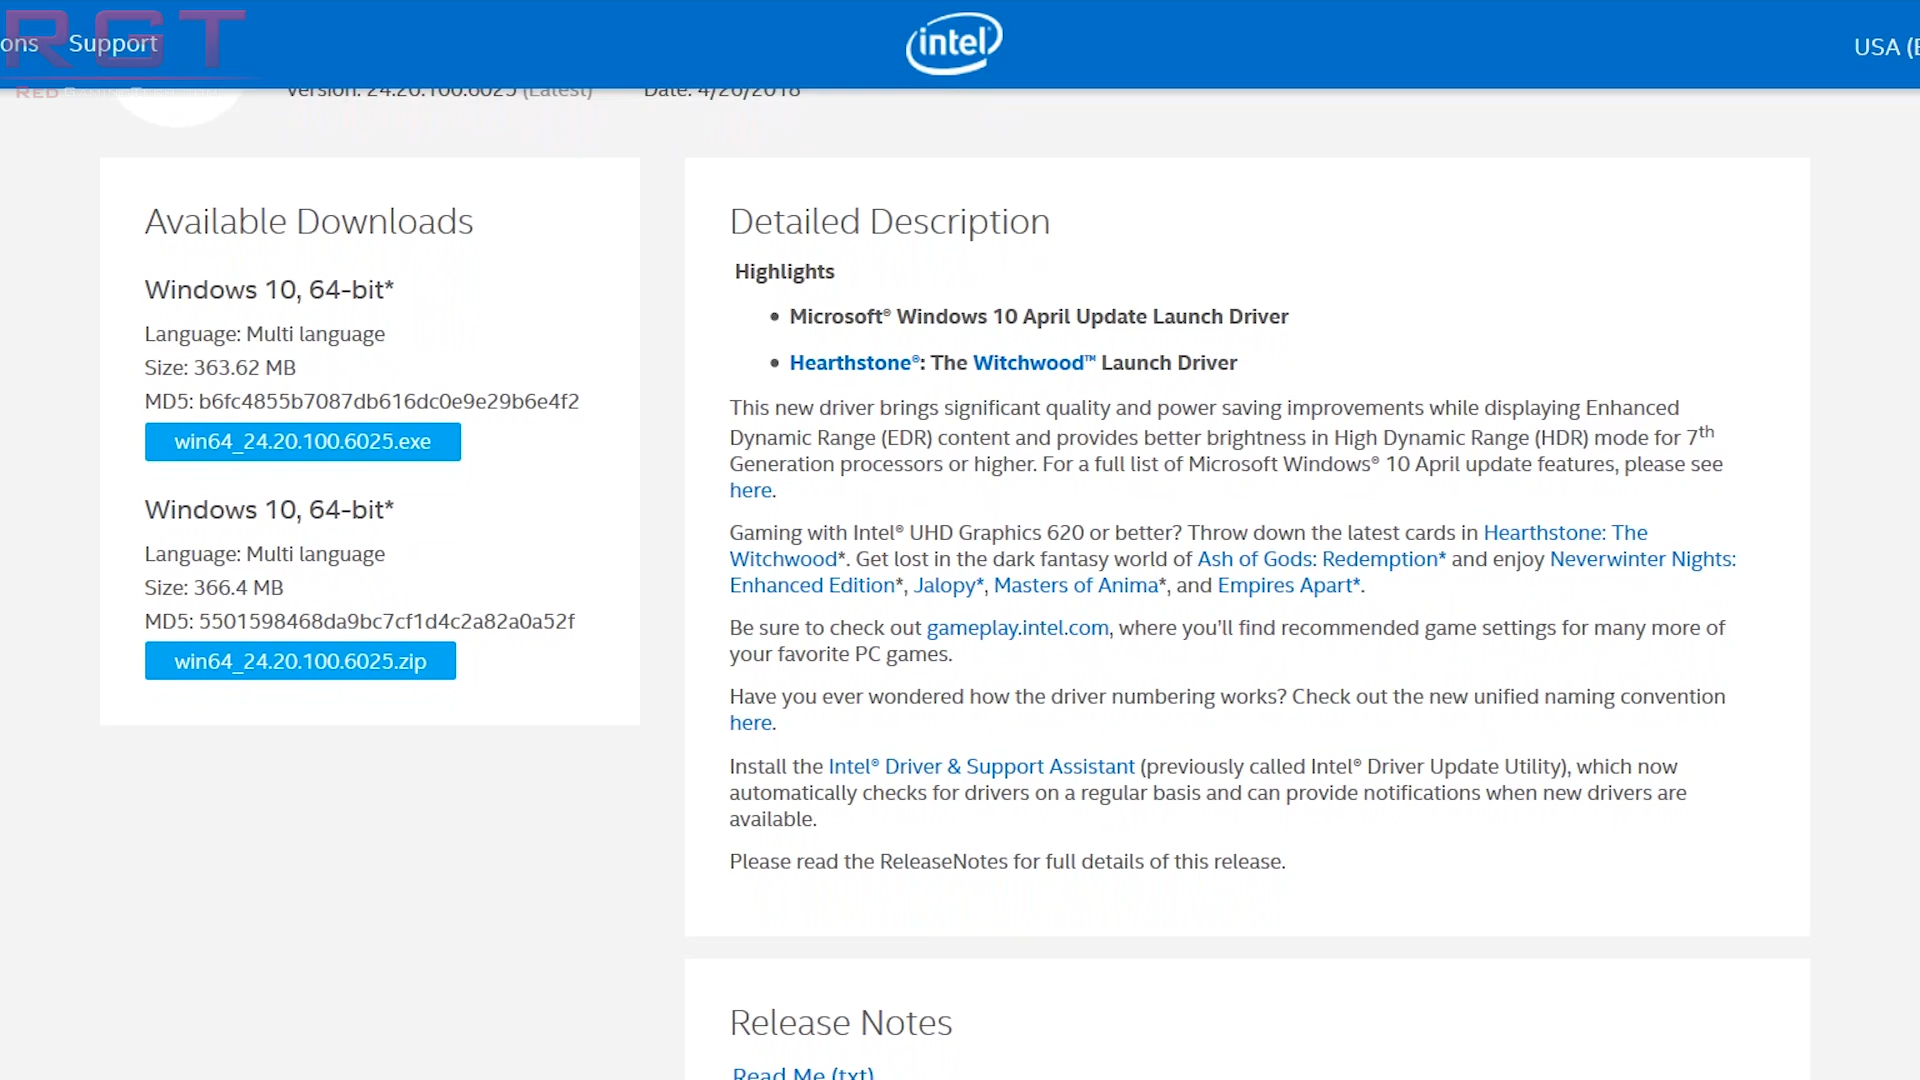 RGT
ons Support
intel
USA (E
Version: 24.20.100.6025 (Latest) Date: 4/26/2018
Available Downloads
Windows 10, 64-bit*
Language: Multi language
Size: 363.62 MB
MD5: b6fc4855b7087db616dc0e9e29b6e4f2
win64_24.20.100.6025.exe
Windows 10, 64-bit*
Language: Multi language
Size: 366.4 MB
MD5: 5501598468da9bc7cf1d4c2a82a0a52f
win64_24.20.100.6025.zip
Detailed Description
Highlights
• Microsoft® Windows 10 April Update Launch Driver
• Hearthstone®: The Witchwood™ Launch Driver
This new driver brings significant quality and power saving improvements while displaying Enhanced
Dynamic Range (EDR) content and provides better brightness in High Dynamic Range (HDR) mode for 7th
Generation processors or higher. For a full list of Microsoft Windows® 10 April update features, please see
here.
Gaming with Intel® UHD Graphics 620 or better? Throw down the latest cards in Hearthstone: The
Witchwood*. Get lost in the dark fantasy world of Ash of Gods: Redemption* and enjoy Neverwinter Nights:
Enhanced Edition*, Jalopy*, Masters of Anima*, and Empires Apart*.
Be sure to check out gameplay.intel.com, where you’ll find recommended game settings for many more of
your favorite PC games.
Have you ever wondered how the driver numbering works? Check out the new unified naming convention
here.
Install the Intel® Driver & Support Assistant (previously called Intel® Driver Update Utility), which now
automatically checks for drivers on a regular basis and can provide notifications when new drivers are
available.
Please read the ReleaseNotes for full details of this release.
Release Notes
Read Me (txt)